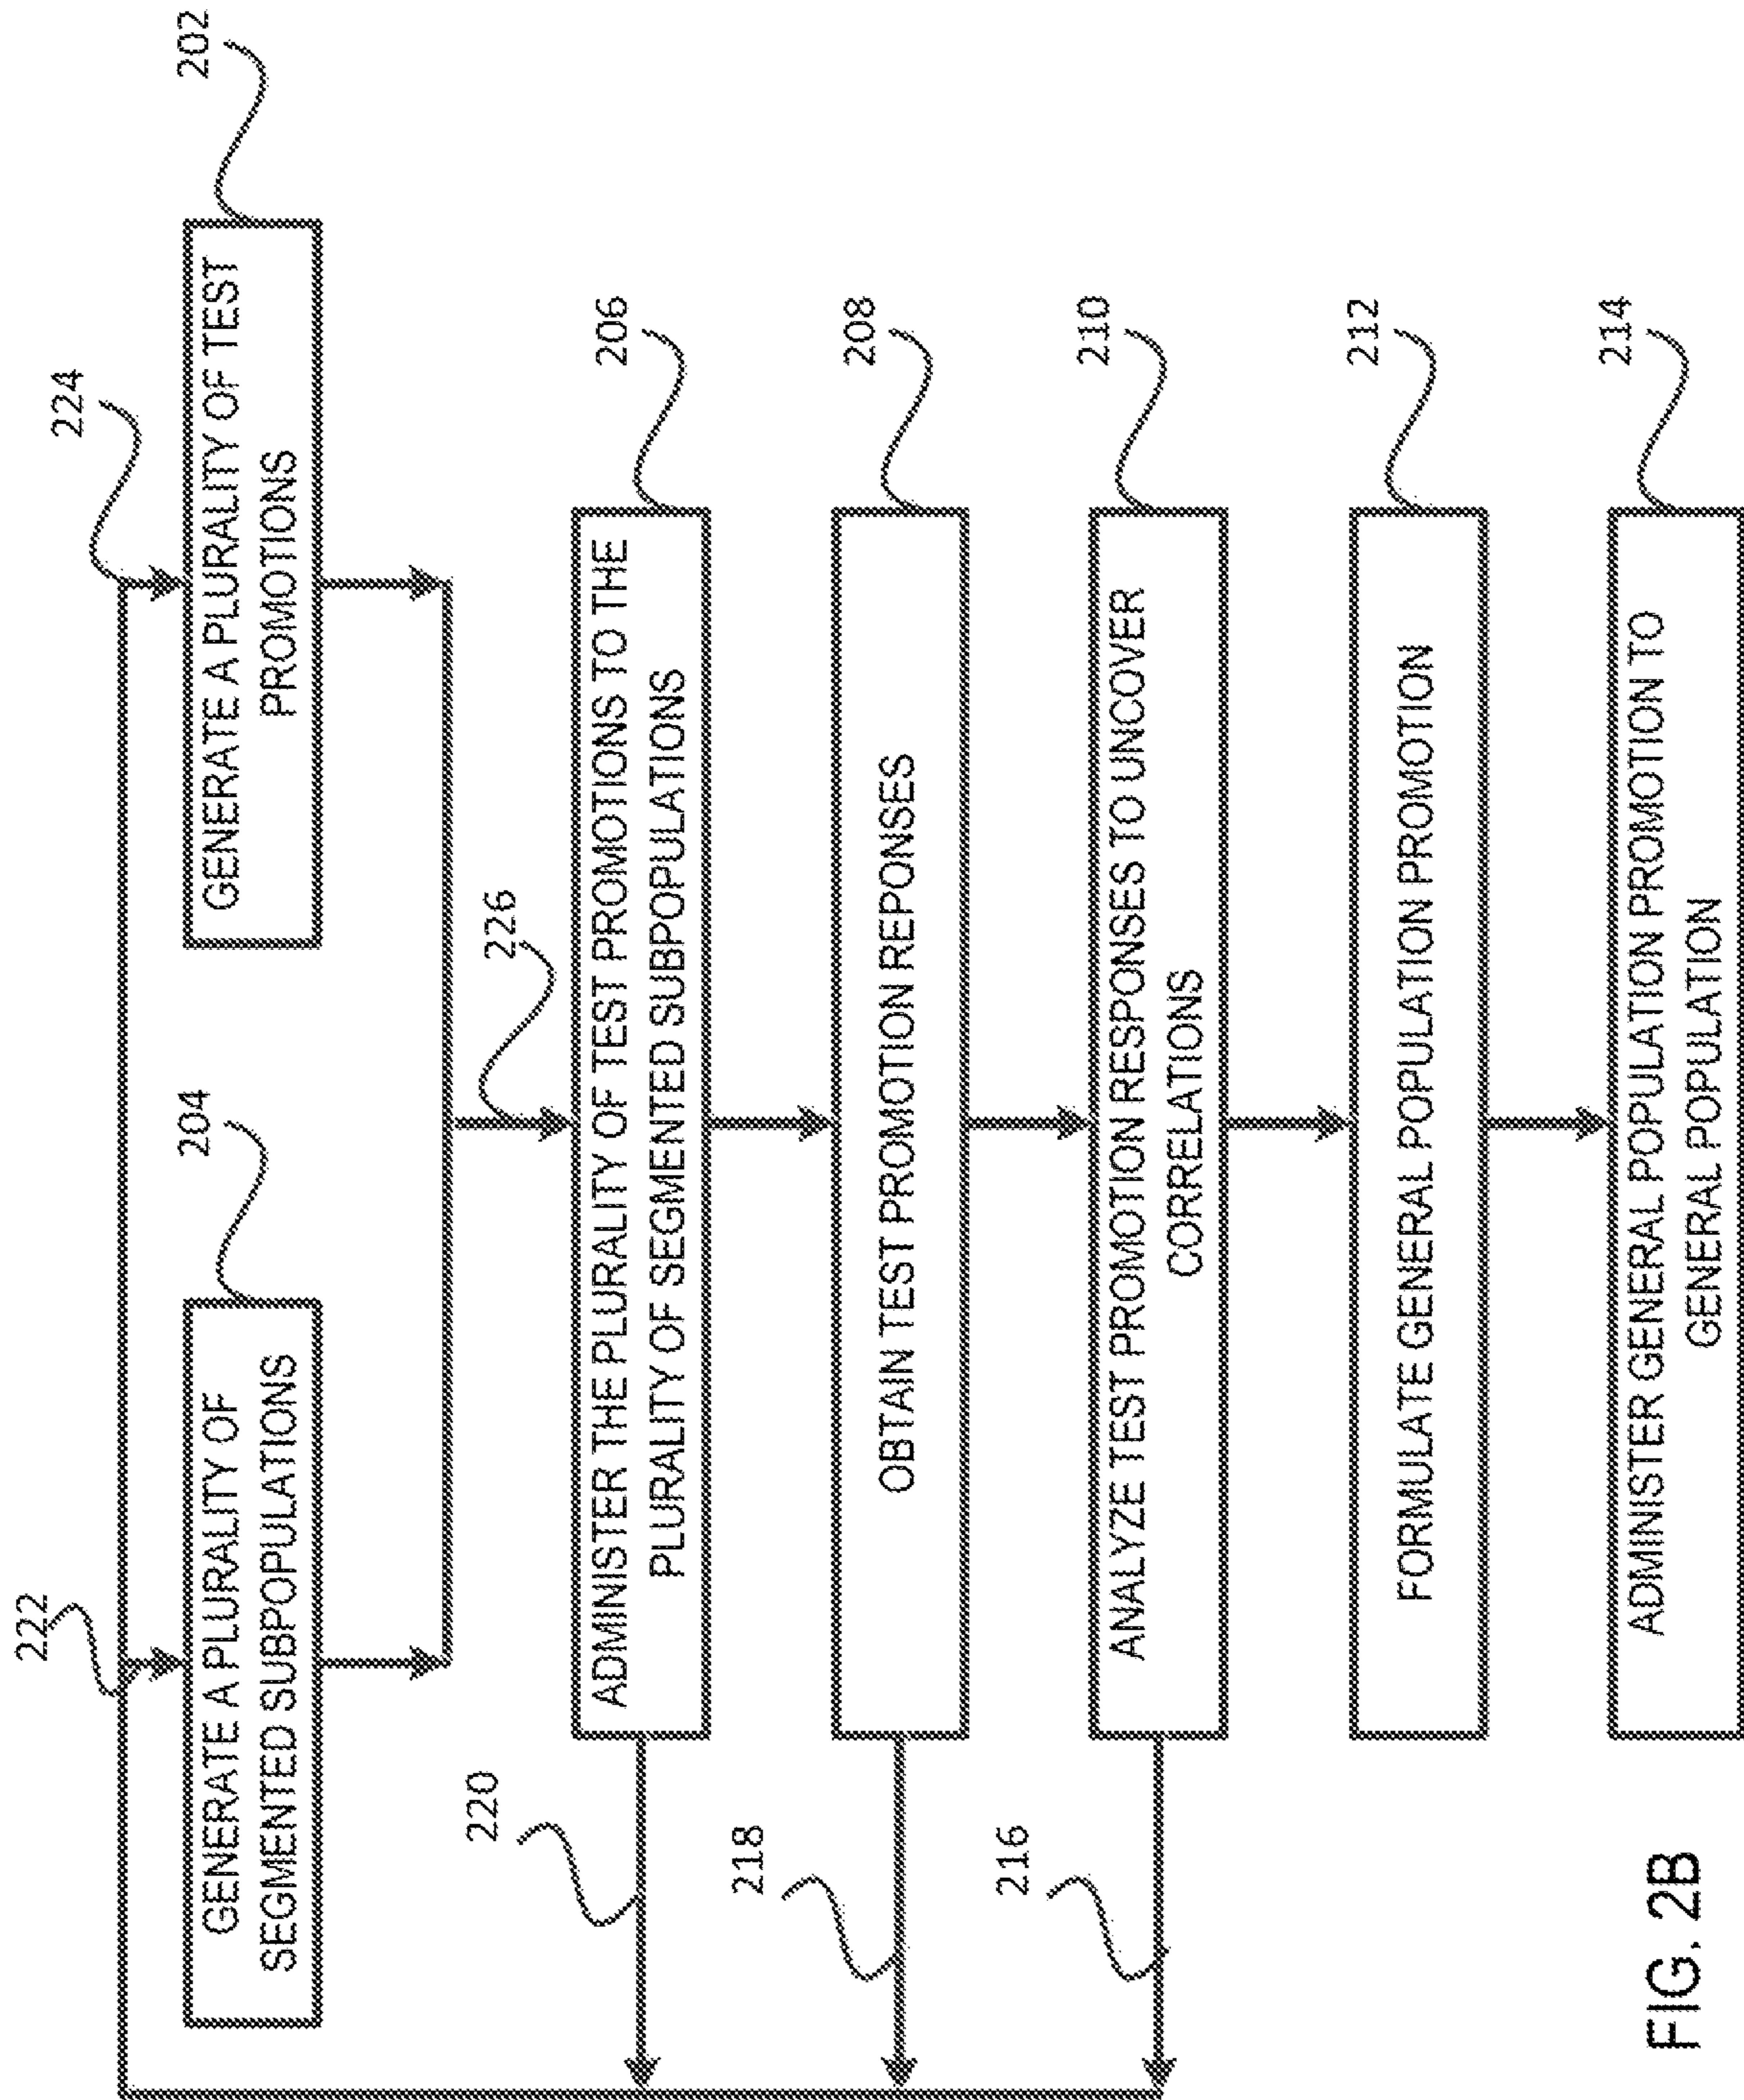 222
224
GENERATE A PLURALITY OF
SEGMENTED SUBPOPULATIONS
204
GENERATE A PLURALITY OF TEST
PROMOTIONS
202
226
220
ADMINISTER THE PLURALITY OF TEST PROMOTIONS TO THE
PLURALITY OF SEGMENTED SUBPOPULATIONS
206
218
OBTAIN TEST PROMOTION REPONSES
208
216
ANALYZE TEST PROMOTION RESPONSES TO UNCOVER
CORRELATIONS
210
FORMULATE GENERAL POPULATION PROMOTION
212
ADMINISTER GENERAL POPULATION PROMOTION TO
GENERAL POPULATION
214
FIG. 2B